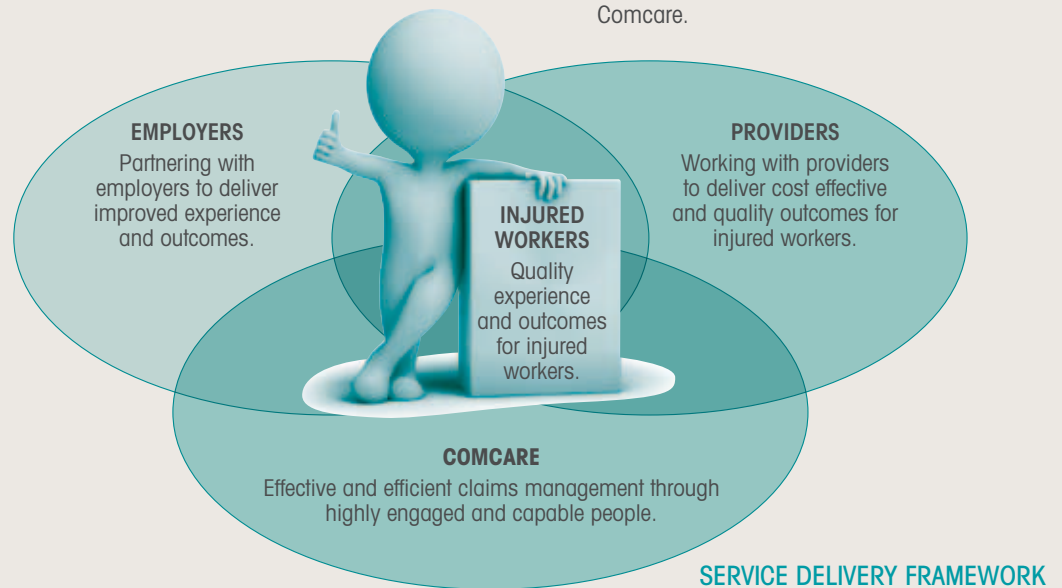 Comcare.
EMPLOYERS
Partnering with
employers to deliver
improved experience
and outcomes.
PROVIDERS
Working with providers
to deliver cost effective
and quality outcomes for
injured workers.
INJURED
WORKERS
Quality
experience
and outcomes
for injured
workers.
COMCARE
Effective and efficient claims management through
highly engaged and capable people.
SERVICE DELIVERY FRAMEWORK